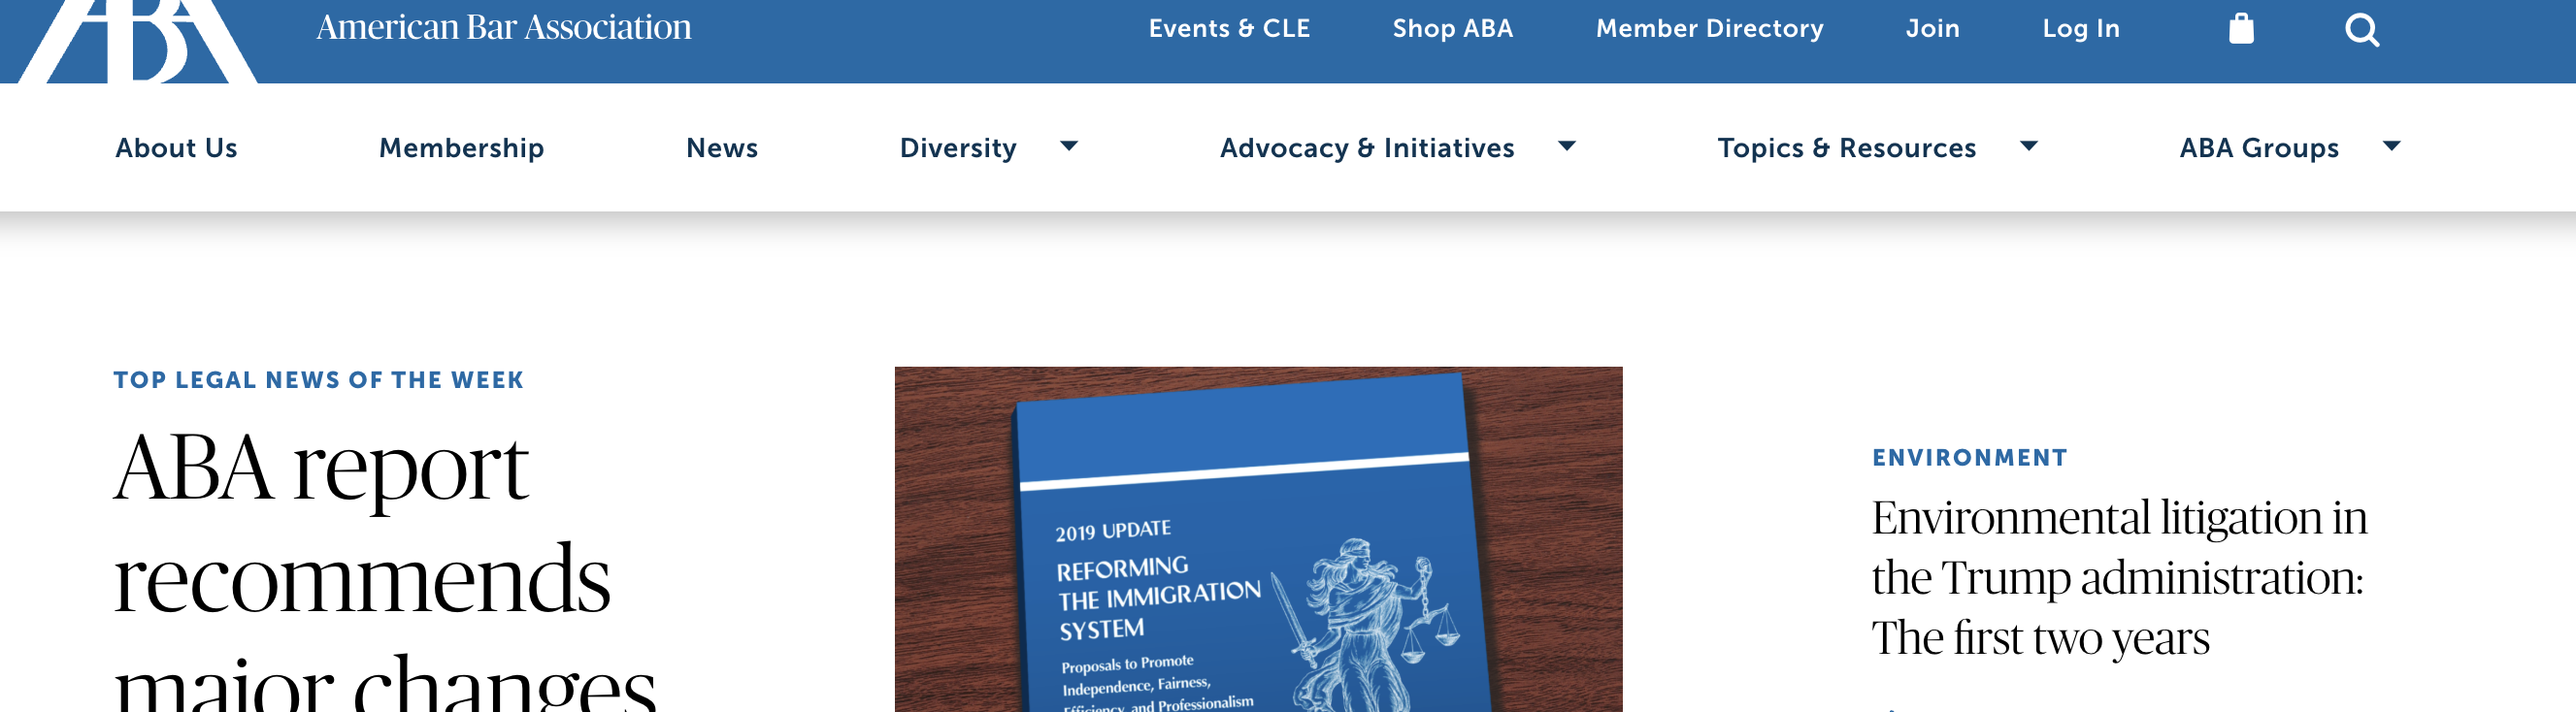 ABA
American Bar Association
Events & CLE
Shop ABA
Member Directory
Join
Log In
About Us
Membership
News
Diversity
Advocacy & Initiatives
Topics & Resources
ABA Groups
TOP LEGAL NEWS OF THE WEEK
ABA report
recommends
major changes
2019 UPDATE
REFORMING
THE IMMIGRATION
SYSTEM
Proposals to Promote
Independence, Fairness,
Efficiency, and Professionalism
ENVIRONMENT
Environmental litigation in
the Trump administration:
The first two years